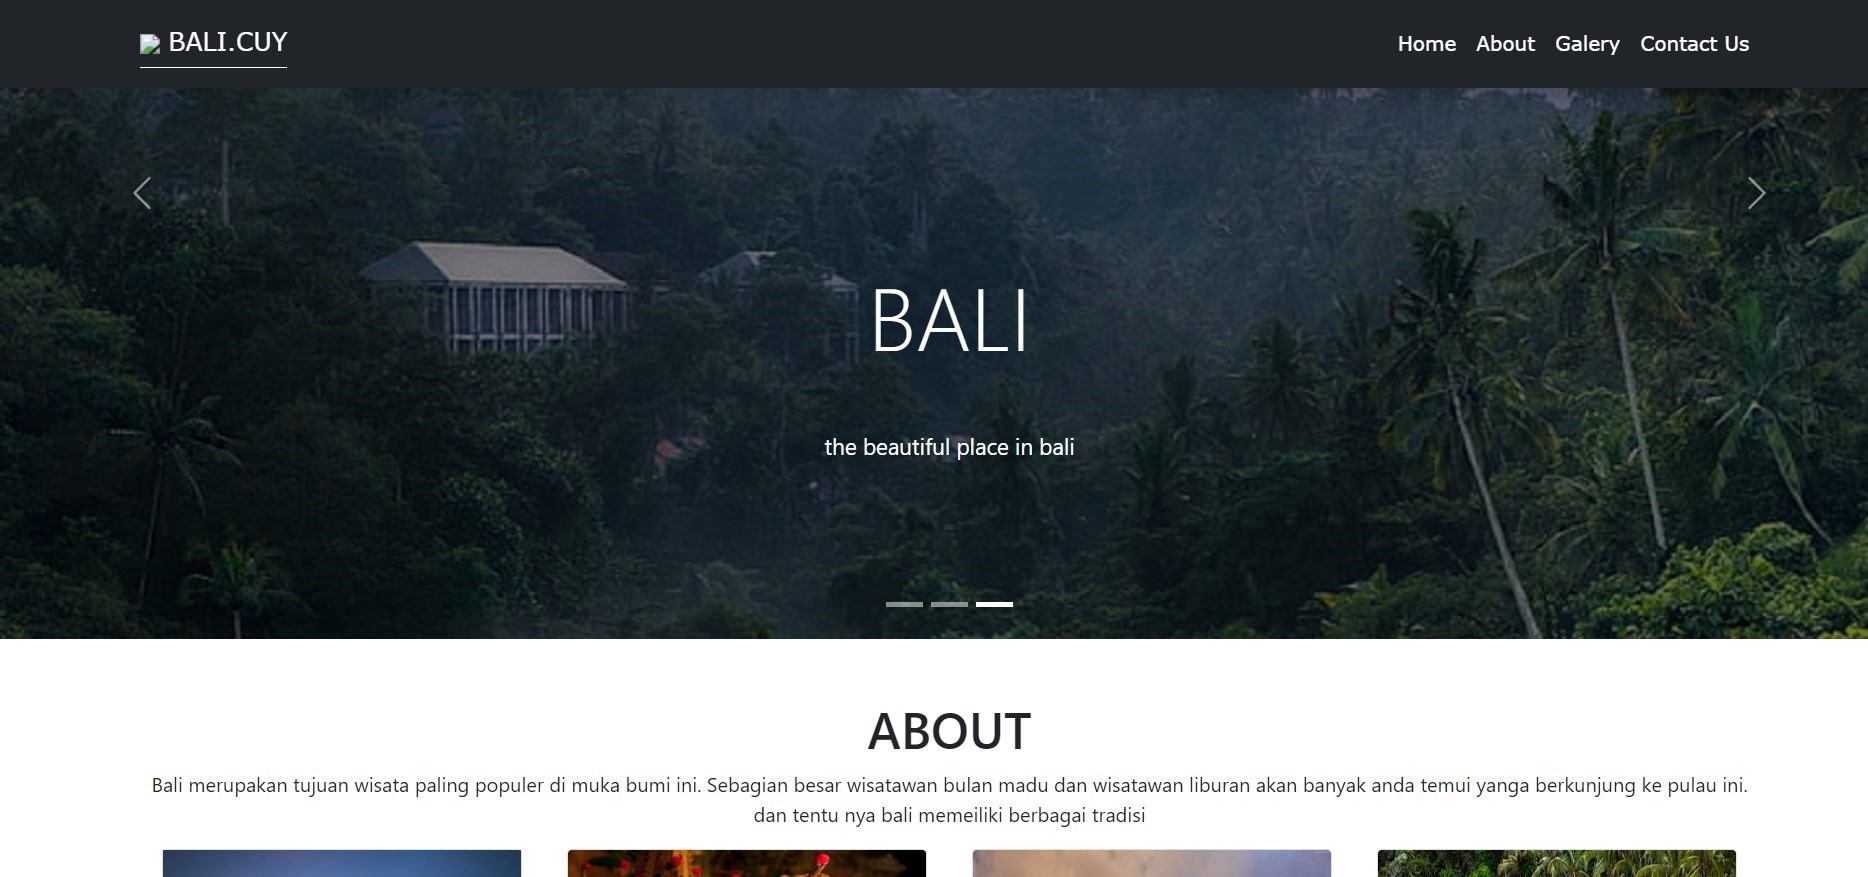 BALI.CUY
Home About Galery Contact Us
BALI
the beautiful place in bali
ABOUT
Bali merupakan tujuan wisata paling populer di muka bumi ini. Sebagian besar wisatawan bulan madu dan wisatawan liburan akan banyak anda temui yanga berkunjung ke pulau ini.
dan tentu nya bali memeiliki berbagai tradisi